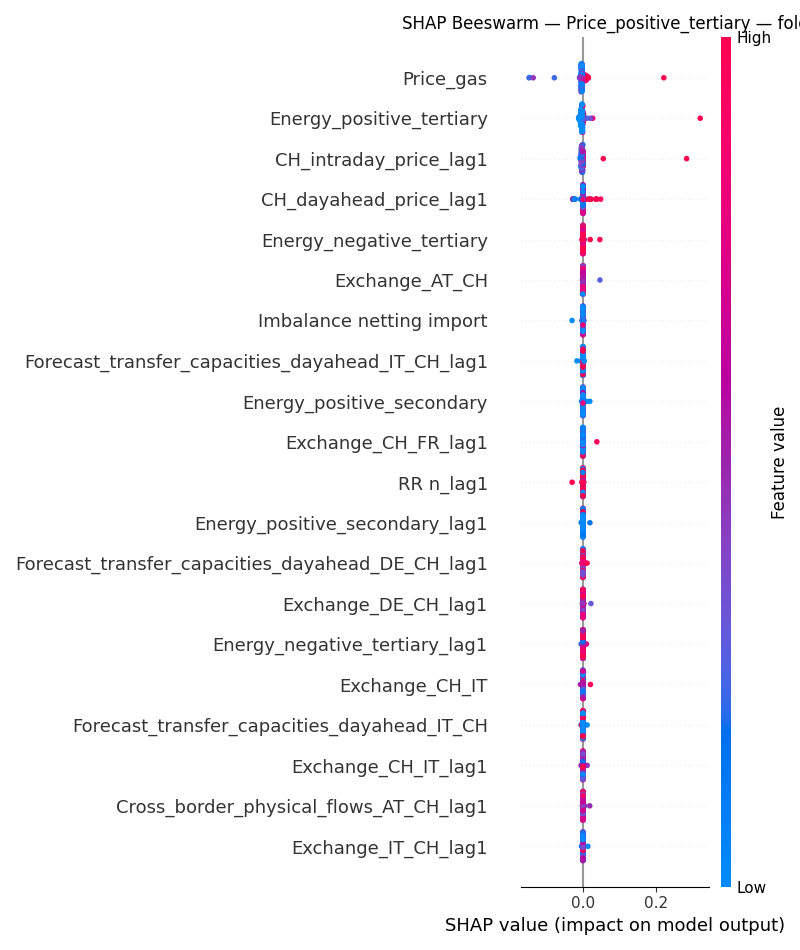 SHAP Beeswarm — Price_positive_tertiary — fol
High
Price_gas
Energy_positive_tertiary
CH_intraday_price_lag1
CH_dayahead_price_lag1
Energy_negative_tertiary
Exchange_AT_CH
Imbalance netting import
Forecast_transfer_capacities_dayahead_IT_CH_lag1
Energy_positive_secondary
Exchange_CH_FR_lag1
RR n_lag1
Energy_positive_secondary_lag1
Forecast_transfer_capacities_dayahead_DE_CH_lag1
Exchange_DE_CH_lag1
Energy_negative_tertiary_lag1
Exchange_CH_IT
Forecast_transfer_capacities_dayahead_IT_CH
Exchange_CH_IT_lag1
Cross_border_physical_flows_AT_CH_lag1
Exchange_IT_CH_lag1
Feature value
Low
0.0 0.2
SHAP value (impact on model output)